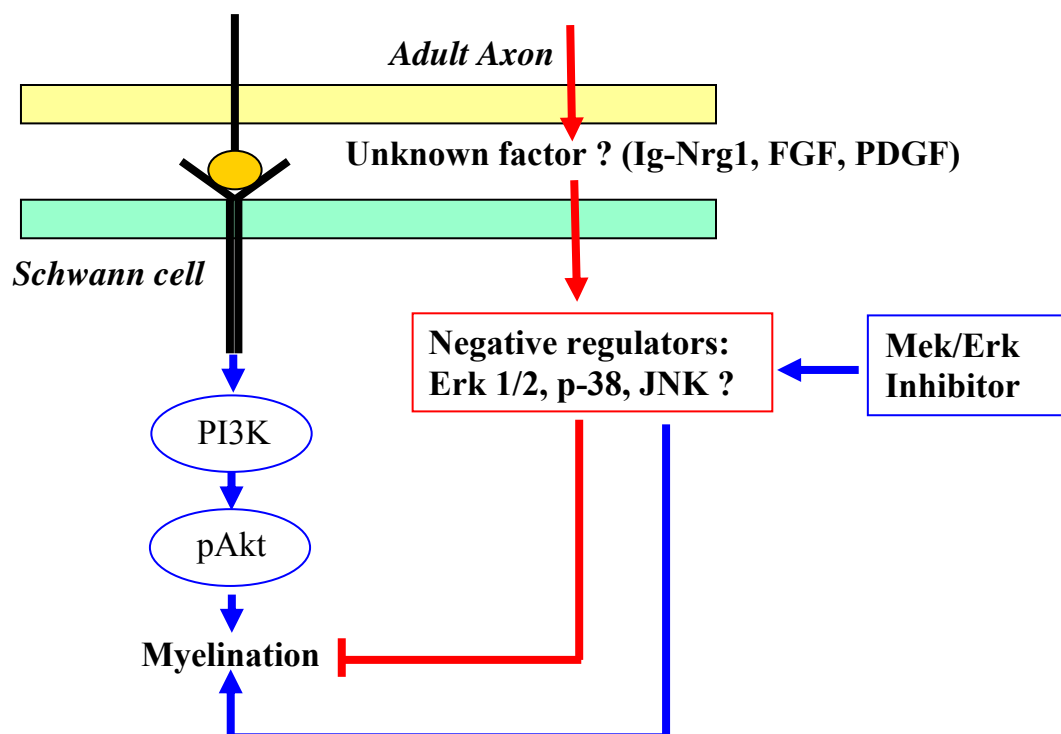 Adult Axon
Unknown factor ? (Ig-Nrg1, FGF, PDGF)
Schwann cell
Negative regulators:
Erk 1/2, p-38, JNK ?
Mek/Erk
Inhibitor
PI3K
pAkt
Myelination